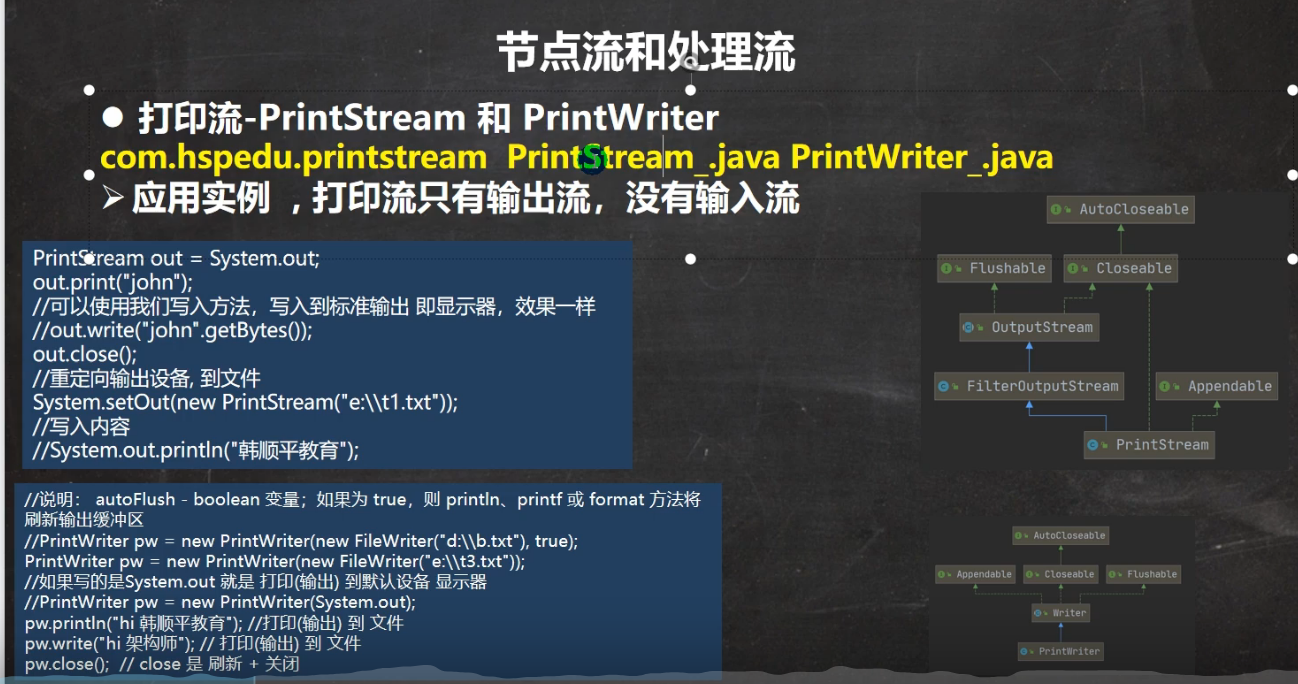 节点流和处理流
● 打印流-PrintStream 和 PrintWriter
com.hspedu.printstream PrintStream_.java PrintWriter_.java
➢ 应用实例 ，打印流只有输出流，没有输入流
PrintStream out = System.out;
out.print("john");
//可以使用我们写入方法，写入到标准输出 即显示器，效果一样
//out.write("john".getBytes());
out.close();
//重定向输出设备, 到文件
System.setOut(new PrintStream("e:\\t1.txt"));
//写入内容
//System.out.println("韩顺平教育");
AutoCloseable
Flushable
Closeable
OutputStream
FilterOutputStream
Appendable
PrintStream
//说明： autoFlush - boolean 变量；如果为 true，则 println、printf 或 format 方法将
刷新输出缓冲区
//PrintWriter pw = new PrintWriter(new FileWriter("d:\\b.txt"), true);
PrintWriter pw = new PrintWriter(new FileWriter("e:\\t3.txt"));
//如果写的是System.out 就是 打印(输出) 到默认设备 显示器
//PrintWriter pw = new PrintWriter(System.out);
pw.println("hi 韩顺平教育"); //打印(输出) 到 文件
pw.write("hi 架构师"); // 打印(输出) 到 文件
pw.close(); // close 是 刷新 + 关闭
AutoCloseable
Appendable
Closeable
Flushable
Writer
PrintWriter